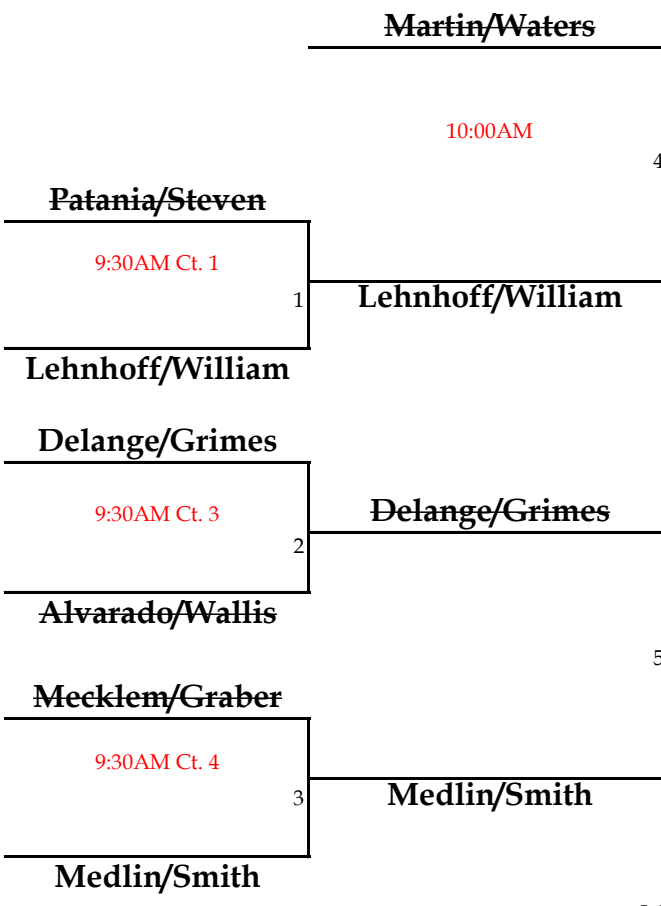 Martin/Waters
10:00AM
4
Patania/Steven
9:30AM Ct. 1
1
Lehnhoff/William
Lehnhoff/William
Delange/Grimes
9:30AM Ct. 3
Delange/Grimes
2
Alvarado/Wallis
5
Mecklem/Graber
9:30AM Ct. 4
3
Medlin/Smith
Medlin/Smith